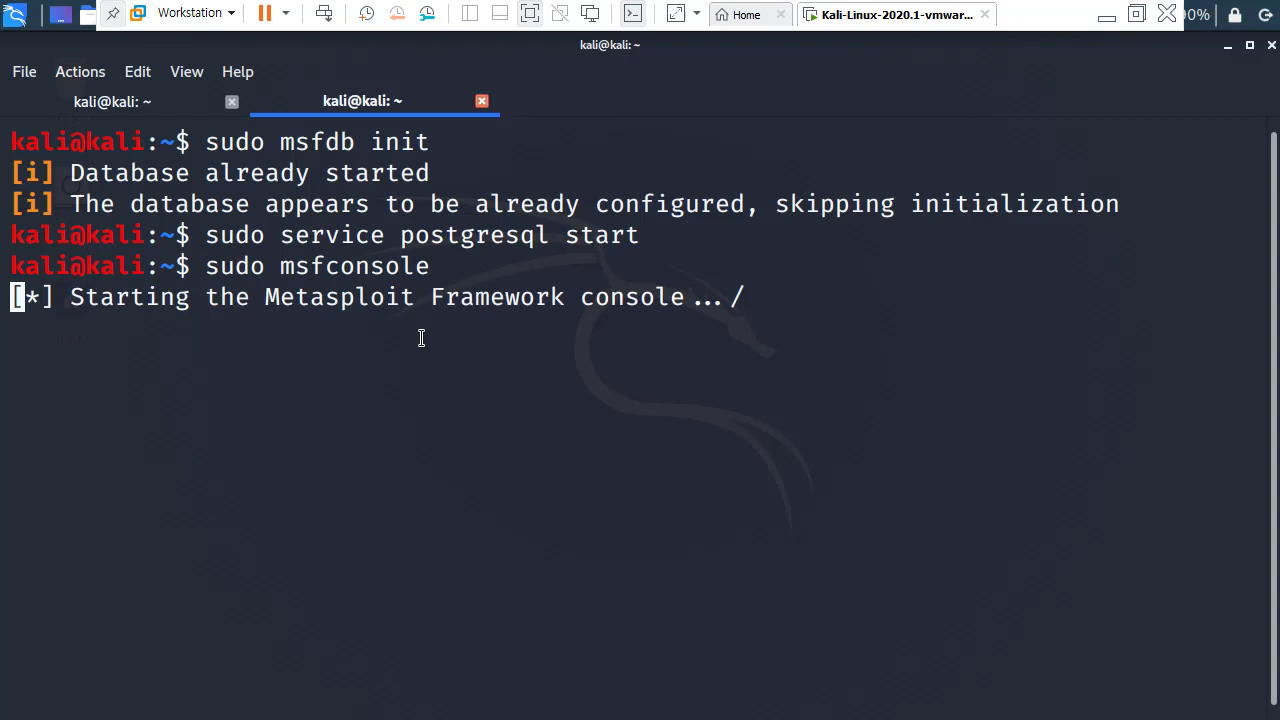 Workstation
Home
Kali-Linux-2020.1-vmwar...
90%
kali@kali: ~
File Actions Edit View Help
kali@kali: ~
kali@kali: ~
kali@kali:~$ sudo msfdb init
[i] Database already started
[i] The database appears to be already configured, skipping initialization
kali@kali:~$ sudo service postgresql start
kali@kali:~$ sudo msfconsole
[*] Starting the Metasploit Framework console.../